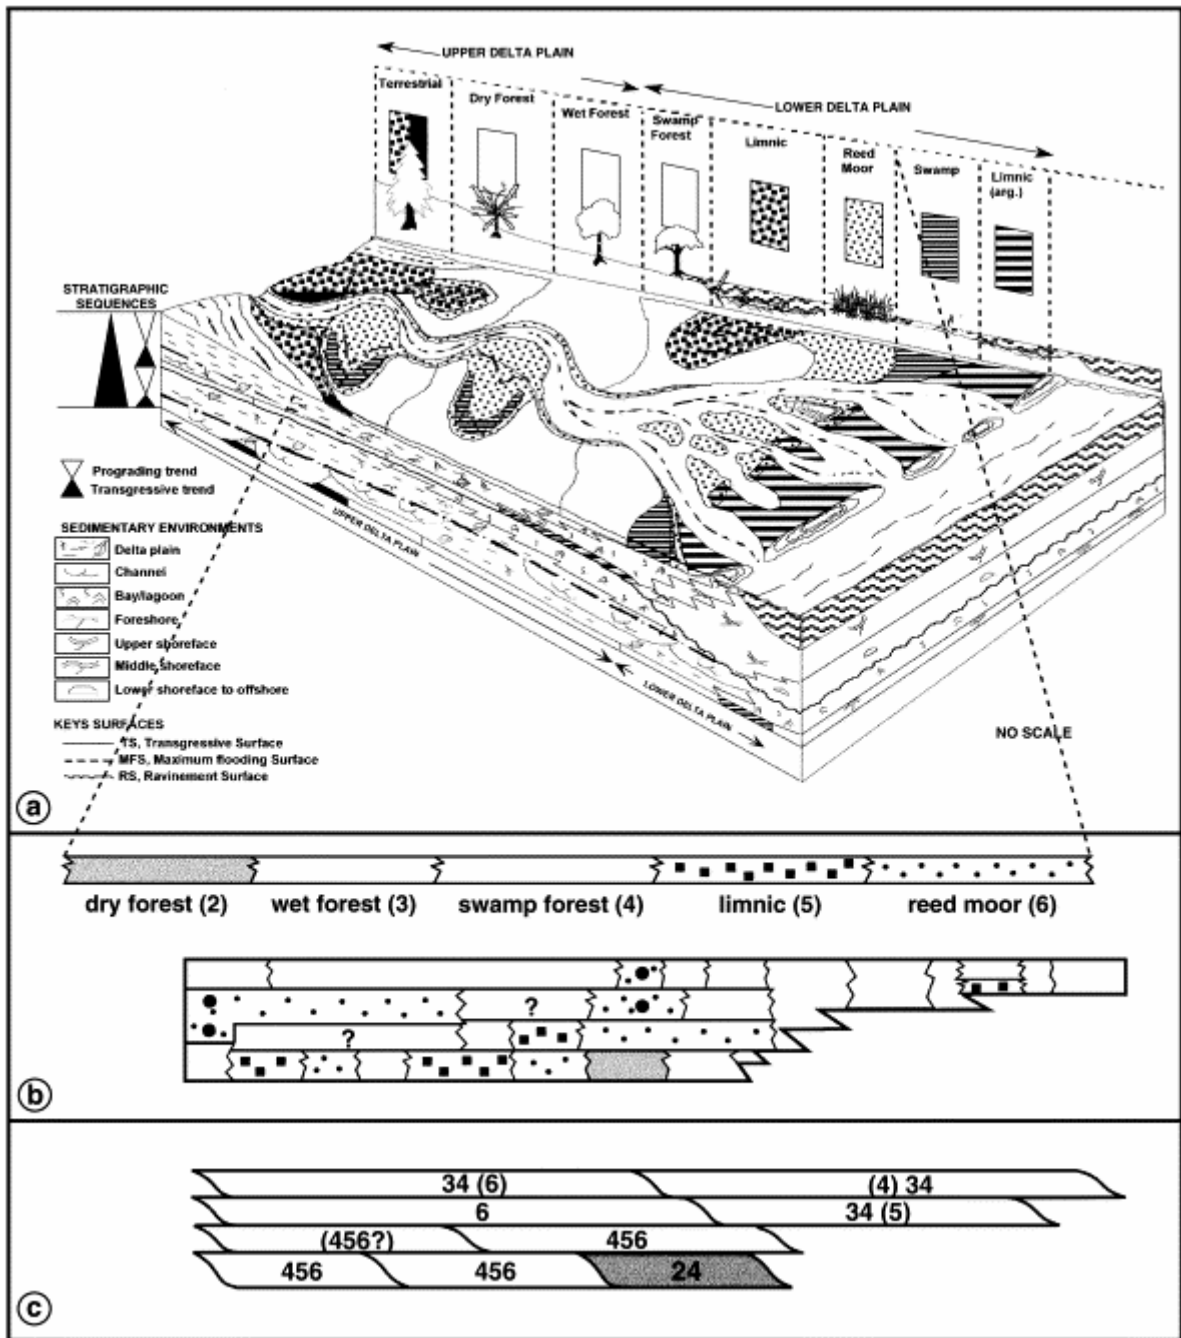 UPPER DELTA PLAIN
LOWER DELTA PLAIN
Terrestrial
Dry Forest
Wet Forest
Swamp
Forest
Limnic
Reed
Moor
Swamp
Limnic
(arg.)
STRATIGRAPHIC
SEQUENCES
Prograding trend
Transgressive trend
SEDIMENTARY ENVIRONMENTS
Delta plain
Channel
Bay/lagoon
Foreshore
Upper shoreface
Middle shoreface
Lower shoreface to offshore
KEYS SURFACES
TS, Transgressive Surface
MFS, Maximum flooding Surface
RS, Ravinement Surface
UPPER DELTA PLAIN
LOWER DELTA PLAIN
NO SCALE
a
dry forest (2) wet forest (3) swamp forest (4) limnic (5) reed moor (6)
?
?
b
34 (6) (4) 34
6 34 (5)
(456?) 456
456 456 24
c